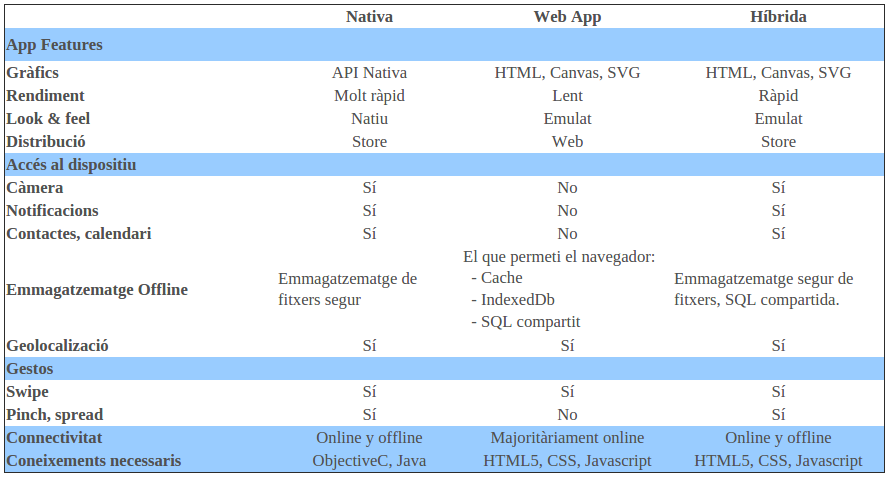 Nativa Web App Híbrida
App Features
Gràfics API Nativa HTML, Canvas, SVG HTML, Canvas, SVG
Rendiment Molt ràpid Lent Ràpid
Look & feel Natiu Emulat Emulat
Distribució Store Web Store
Accés al dispositiu
Càmera Sí No Sí
Notificacions Sí No Sí
Contactes, calendari Sí No Sí
Emmagatzematge Offline
Emmagatzematge de
fitxers segur
El que permeti el navegador:
- Cache
- IndexedDb
- SQL compartit
Emmagatzematge segur de
fitxers, SQL compartida.
Geolocalizació Sí Sí Sí
Gestos
Swipe Sí Sí Sí
Pinch, spread Sí No Sí
Connectivitat Online y offline Majoritàriament online Online y offline
Coneixements necessaris ObjectiveC, Java HTML5, CSS, Javascript HTML5, CSS, Javascript